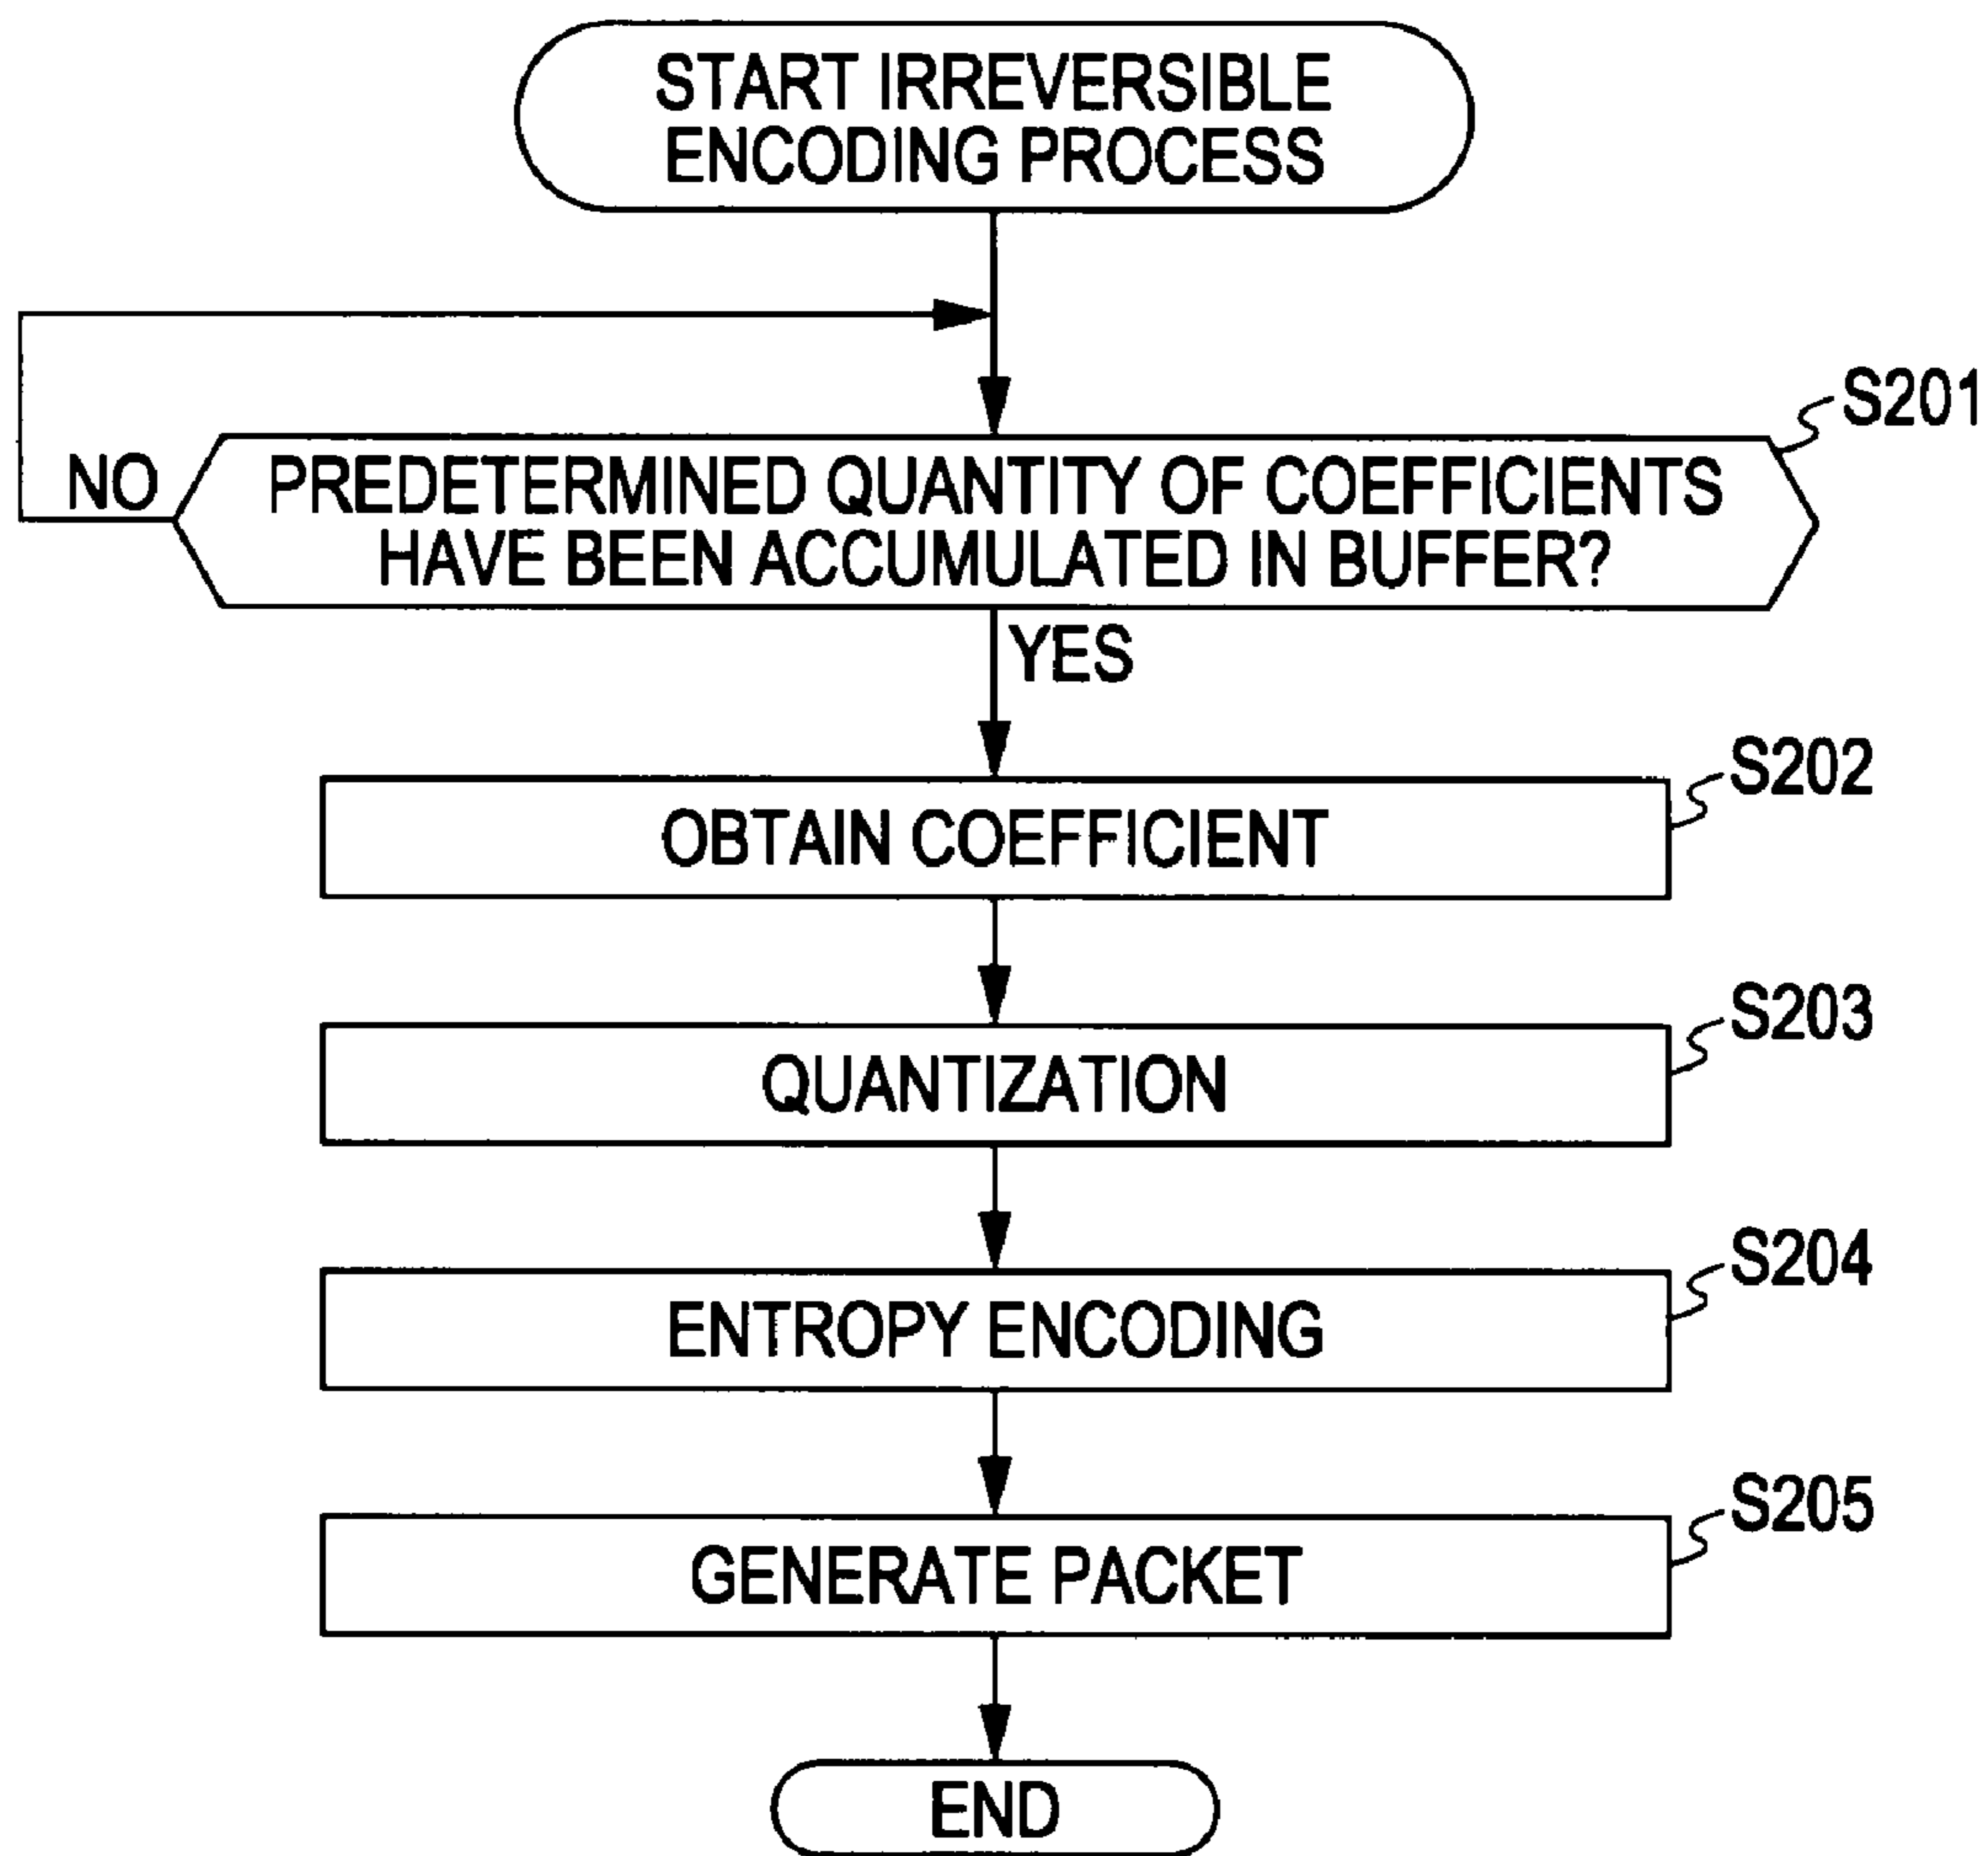 START IRREVERSIBLE
ENCODING PROCESS
S201
NO
PREDETERMINED QUANTITY OF COEFFICIENTS
HAVE BEEN ACCUMULATED IN BUFFER?
YES
S202
OBTAIN COEFFICIENT
S203
QUANTIZATION
S204
ENTROPY ENCODING
S205
GENERATE PACKET
END